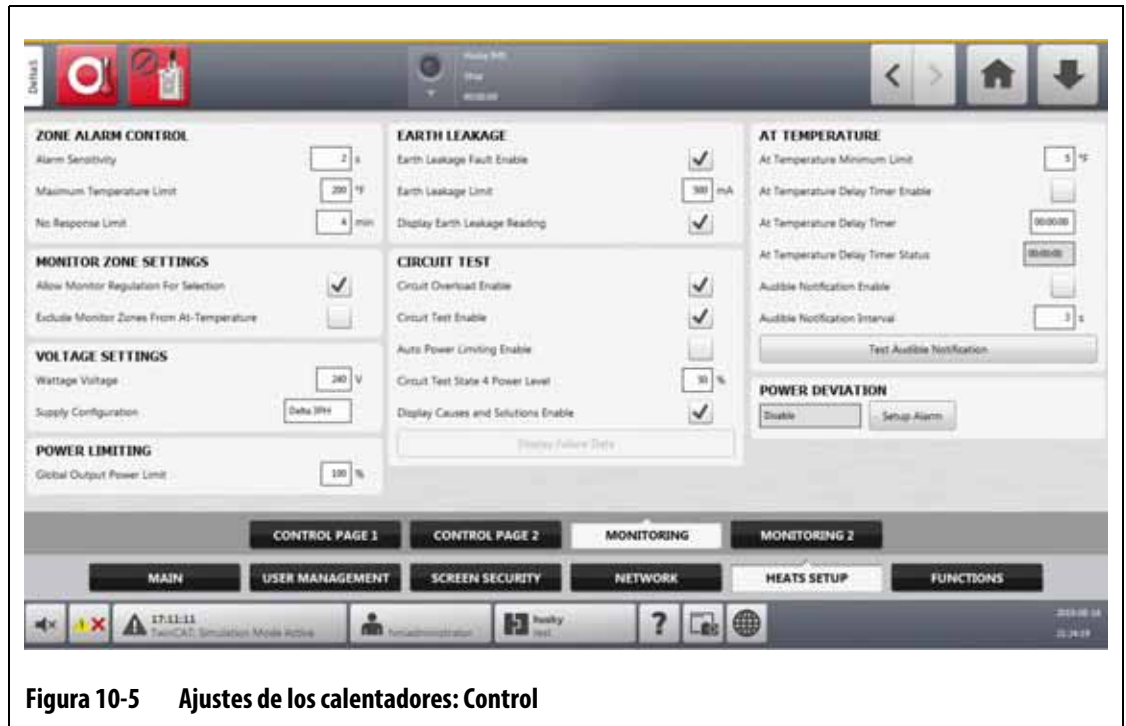 Delta5
17:11:11
TwinCAT: Simulation Mode Active
ZONE ALARM CONTROL
Alarm Sensitivity 2 s
Maximum Temperature Limit 200 °F
No Response Limit 4 min
MONITOR ZONE SETTINGS
Allow Monitor Regulation For Selection
Exclude Monitor Zones From At-Temperature
VOLTAGE SETTINGS
Wattage Voltage 240 V
Supply Configuration Delta 3PH
POWER LIMITING
Global Output Power Limit 100 %
EARTH LEAKAGE
Earth Leakage Fault Enable
Earth Leakage Limit 300 mA
Display Earth Leakage Reading
CIRCUIT TEST
Circuit Overload Enable
Circuit Test Enable
Auto Power Limiting Enable
Circuit Test State 4 Power Level 30 %
Display Causes and Solutions Enable
Display Failure Data
AT TEMPERATURE
At Temperature Minimum Limit 5 °F
At Temperature Delay Timer Enable
At Temperature Delay Timer 00:00:00
At Temperature Delay Timer Status 00:00:00
Audible Notification Enable
Audible Notification Interval 3 s
Test Audible Notification
POWER DEVIATION
Disable Setup Alarm
CONTROL PAGE 1 CONTROL PAGE 2 MONITORING MONITORING 2
MAIN USER MANAGEMENT SCREEN SECURITY NETWORK HEATS SETUP FUNCTIONS
hmiadministrator
husky
test
?
Figura 10-5 Ajustes de los calentadores: Control